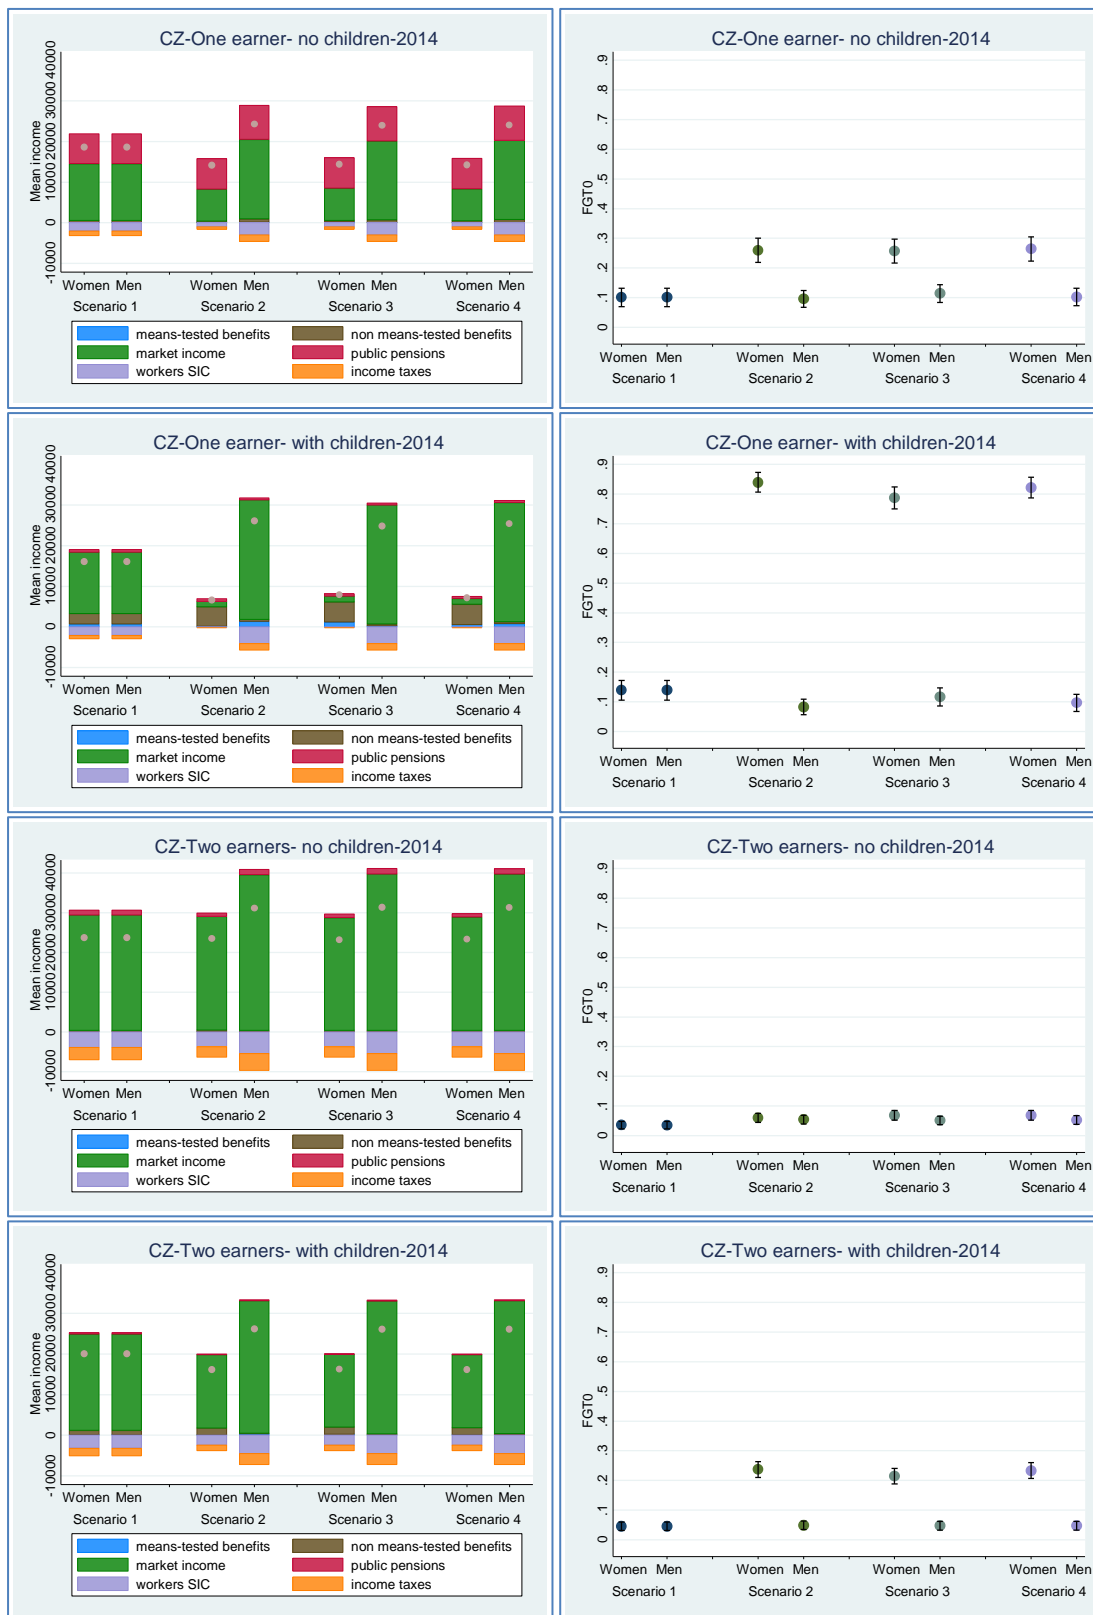 CZ-One earner- no children-2014
Mean income
-10000 0 10000 20000 30000 40000
Women Men Women Men Women Men Women Men
Scenario 1 Scenario 2 Scenario 3 Scenario 4
means-tested benefits non means-tested benefits
market income public pensions
workers SIC income taxes
CZ-One earner- no children-2014
FGT0
0 .1 .2 .3 .4 .5 .6 .7 .8 .9
Women Men Women Men Women Men Women Men
Scenario 1 Scenario 2 Scenario 3 Scenario 4
CZ-One earner- with children-2014
Mean income
-10000 0 10000 20000 30000 40000
Women Men Women Men Women Men Women Men
Scenario 1 Scenario 2 Scenario 3 Scenario 4
means-tested benefits non means-tested benefits
market income public pensions
workers SIC income taxes
CZ-One earner- with children-2014
FGT0
0 .1 .2 .3 .4 .5 .6 .7 .8 .9
Women Men Women Men Women Men Women Men
Scenario 1 Scenario 2 Scenario 3 Scenario 4
CZ-Two earners- no children-2014
Mean income
-10000 0 10000 20000 30000 40000
Women Men Women Men Women Men Women Men
Scenario 1 Scenario 2 Scenario 3 Scenario 4
means-tested benefits non means-tested benefits
market income public pensions
workers SIC income taxes
CZ-Two earners- no children-2014
FGT0
0 .1 .2 .3 .4 .5 .6 .7 .8 .9
Women Men Women Men Women Men Women Men
Scenario 1 Scenario 2 Scenario 3 Scenario 4
CZ-Two earners- with children-2014
Mean income
-10000 0 10000 20000 30000 40000
Women Men Women Men Women Men Women Men
Scenario 1 Scenario 2 Scenario 3 Scenario 4
means-tested benefits non means-tested benefits
market income public pensions
workers SIC income taxes
CZ-Two earners- with children-2014
FGT0
0 .1 .2 .3 .4 .5 .6 .7 .8 .9
Women Men Women Men Women Men Women Men
Scenario 1 Scenario 2 Scenario 3 Scenario 4